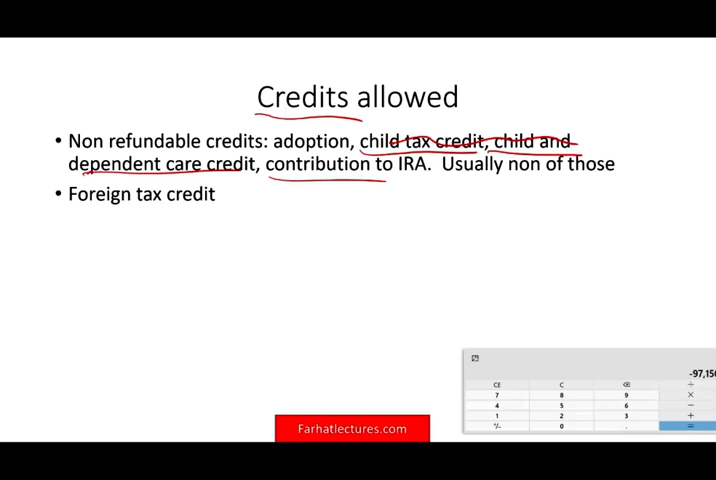 Credits allowed
• Non refundable credits: adoption, child tax credit, child and
dependent care credit, contribution to IRA. Usually non of those
• Foreign tax credit
-97,150
CE C ⌫ ÷
7 8 9 ×
4 5 6 −
1 2 3 +
+/- 0 . =
Farhatlectures.com